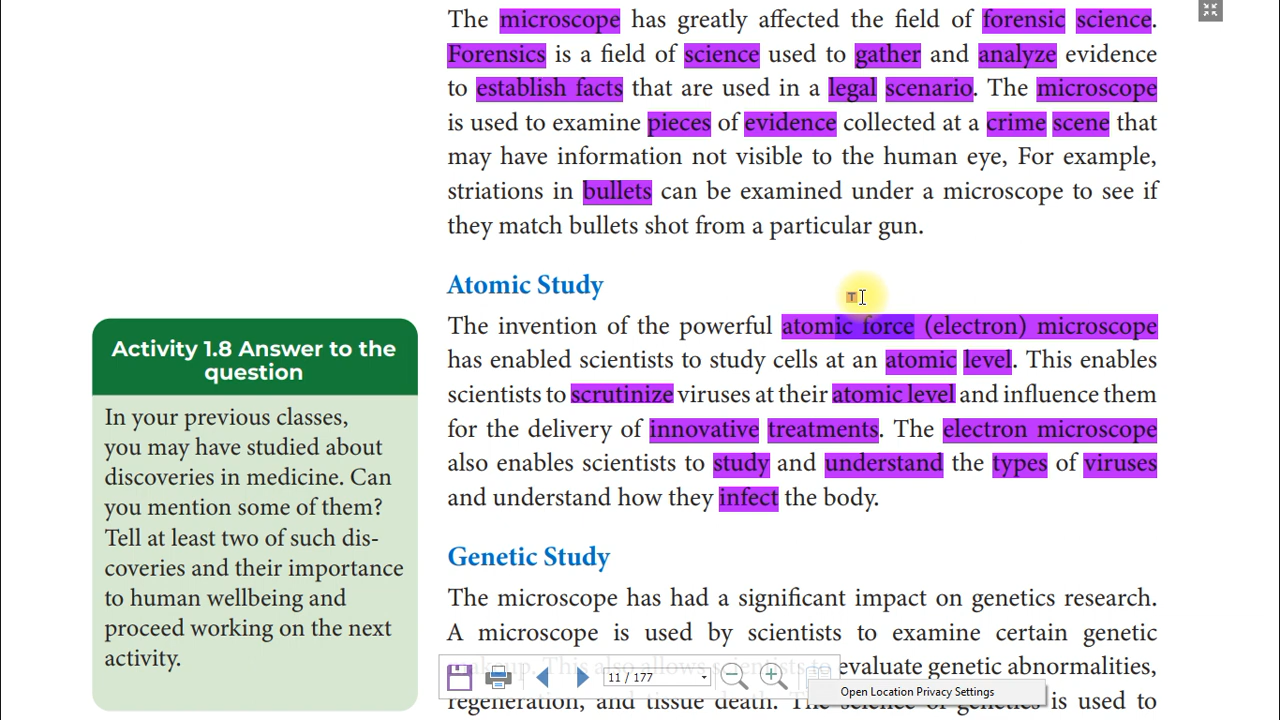 The microscope has greatly affected the field of forensic science.
Forensics is a field of science used to gather and analyze evidence
to establish facts that are used in a legal scenario. The microscope
is used to examine pieces of evidence collected at a crime scene that
may have information not visible to the human eye, For example,
striations in bullets can be examined under a microscope to see if
they match bullets shot from a particular gun.
Atomic Study
The invention of the powerful atomic force (electron) microscope
has enabled scientists to study cells at an atomic level. This enables
scientists to scrutinize viruses at their atomic level and influence them
for the delivery of innovative treatments. The electron microscope
also enables scientists to study and understand the types of viruses
and understand how they infect the body.
Activity 1.8 Answer to the
question
In your previous classes,
you may have studied about
discoveries in medicine. Can
you mention some of them?
Tell at least two of such dis-
coveries and their importance
to human wellbeing and
proceed working on the next
activity.
Genetic Study
The microscope has had a significant impact on genetics research.
A microscope is used by scientists to examine certain genetic
makeup. This also allows scientists to evaluate genetic abnormalities,
regeneration, and tissue death. The science of genetics is used to
11 / 177
Open Location Privacy Settings